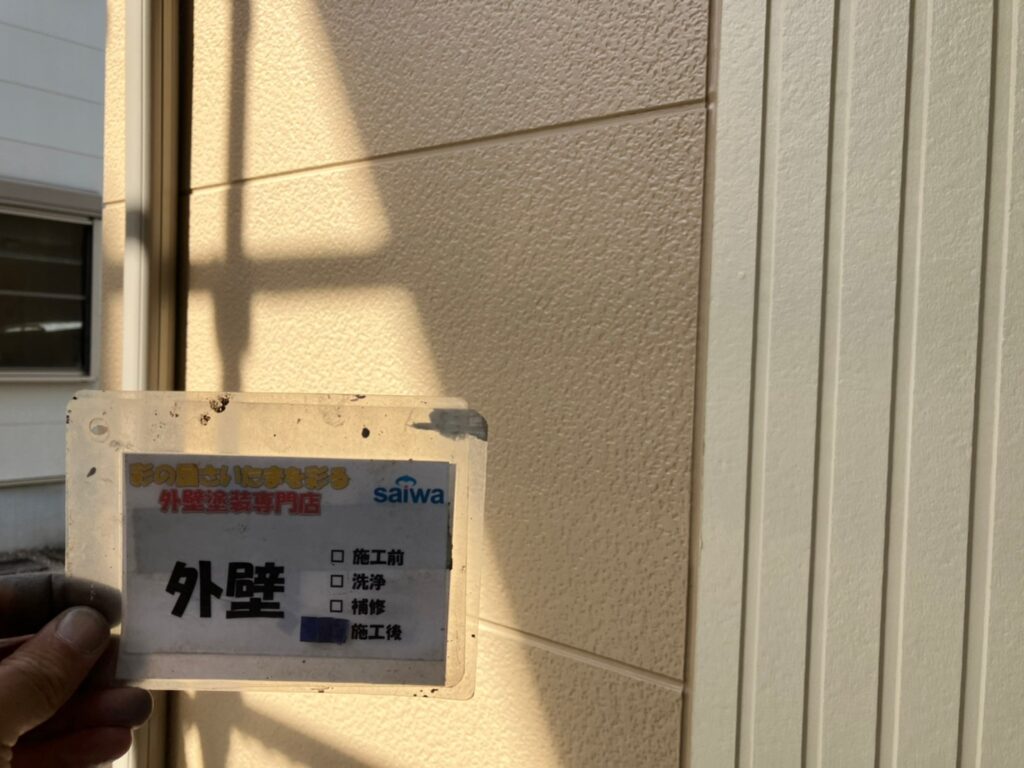 彩の国さいたまを彩る
外壁塗装専門店
saiwa
外壁
□ 施工前
□ 洗浄
□ 補修
施工後